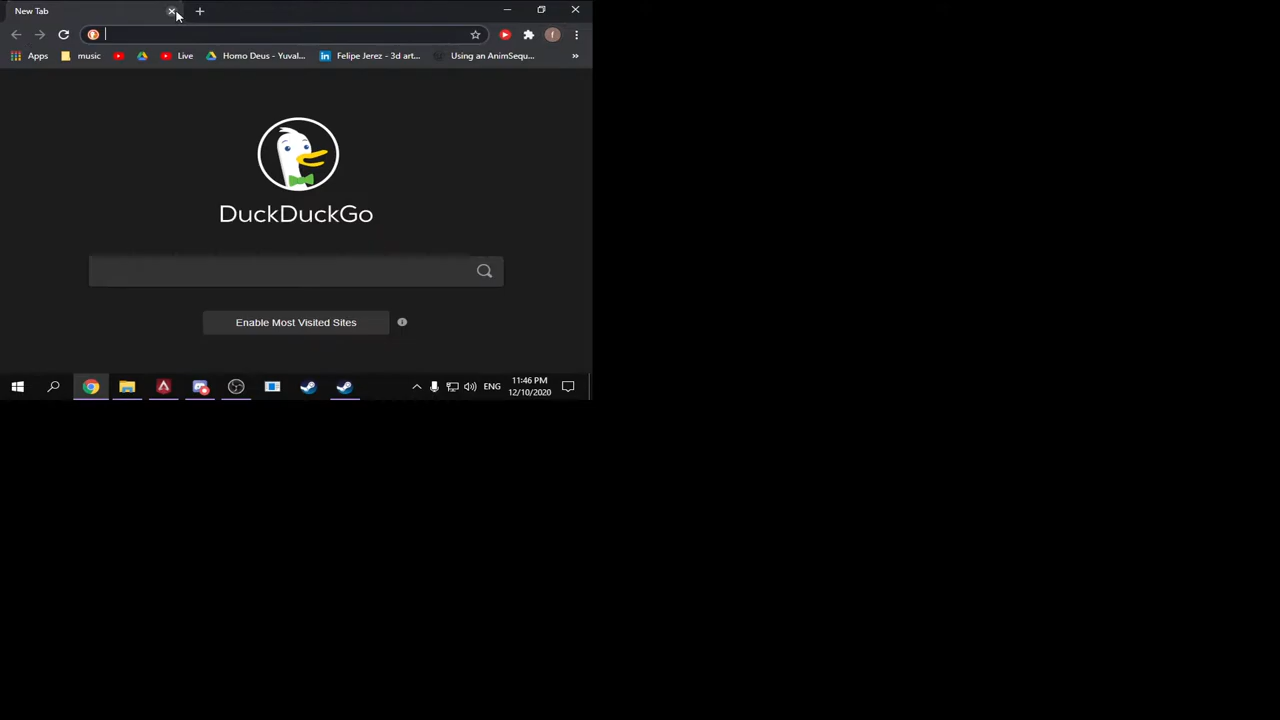 New Tab
Apps music Live Homo Deus - Yuval... Felipe Jerez - 3d art... Using an AnimSequ... »
DuckDuckGo
Enable Most Visited Sites
ENG
11:46 PM
12/10/2020